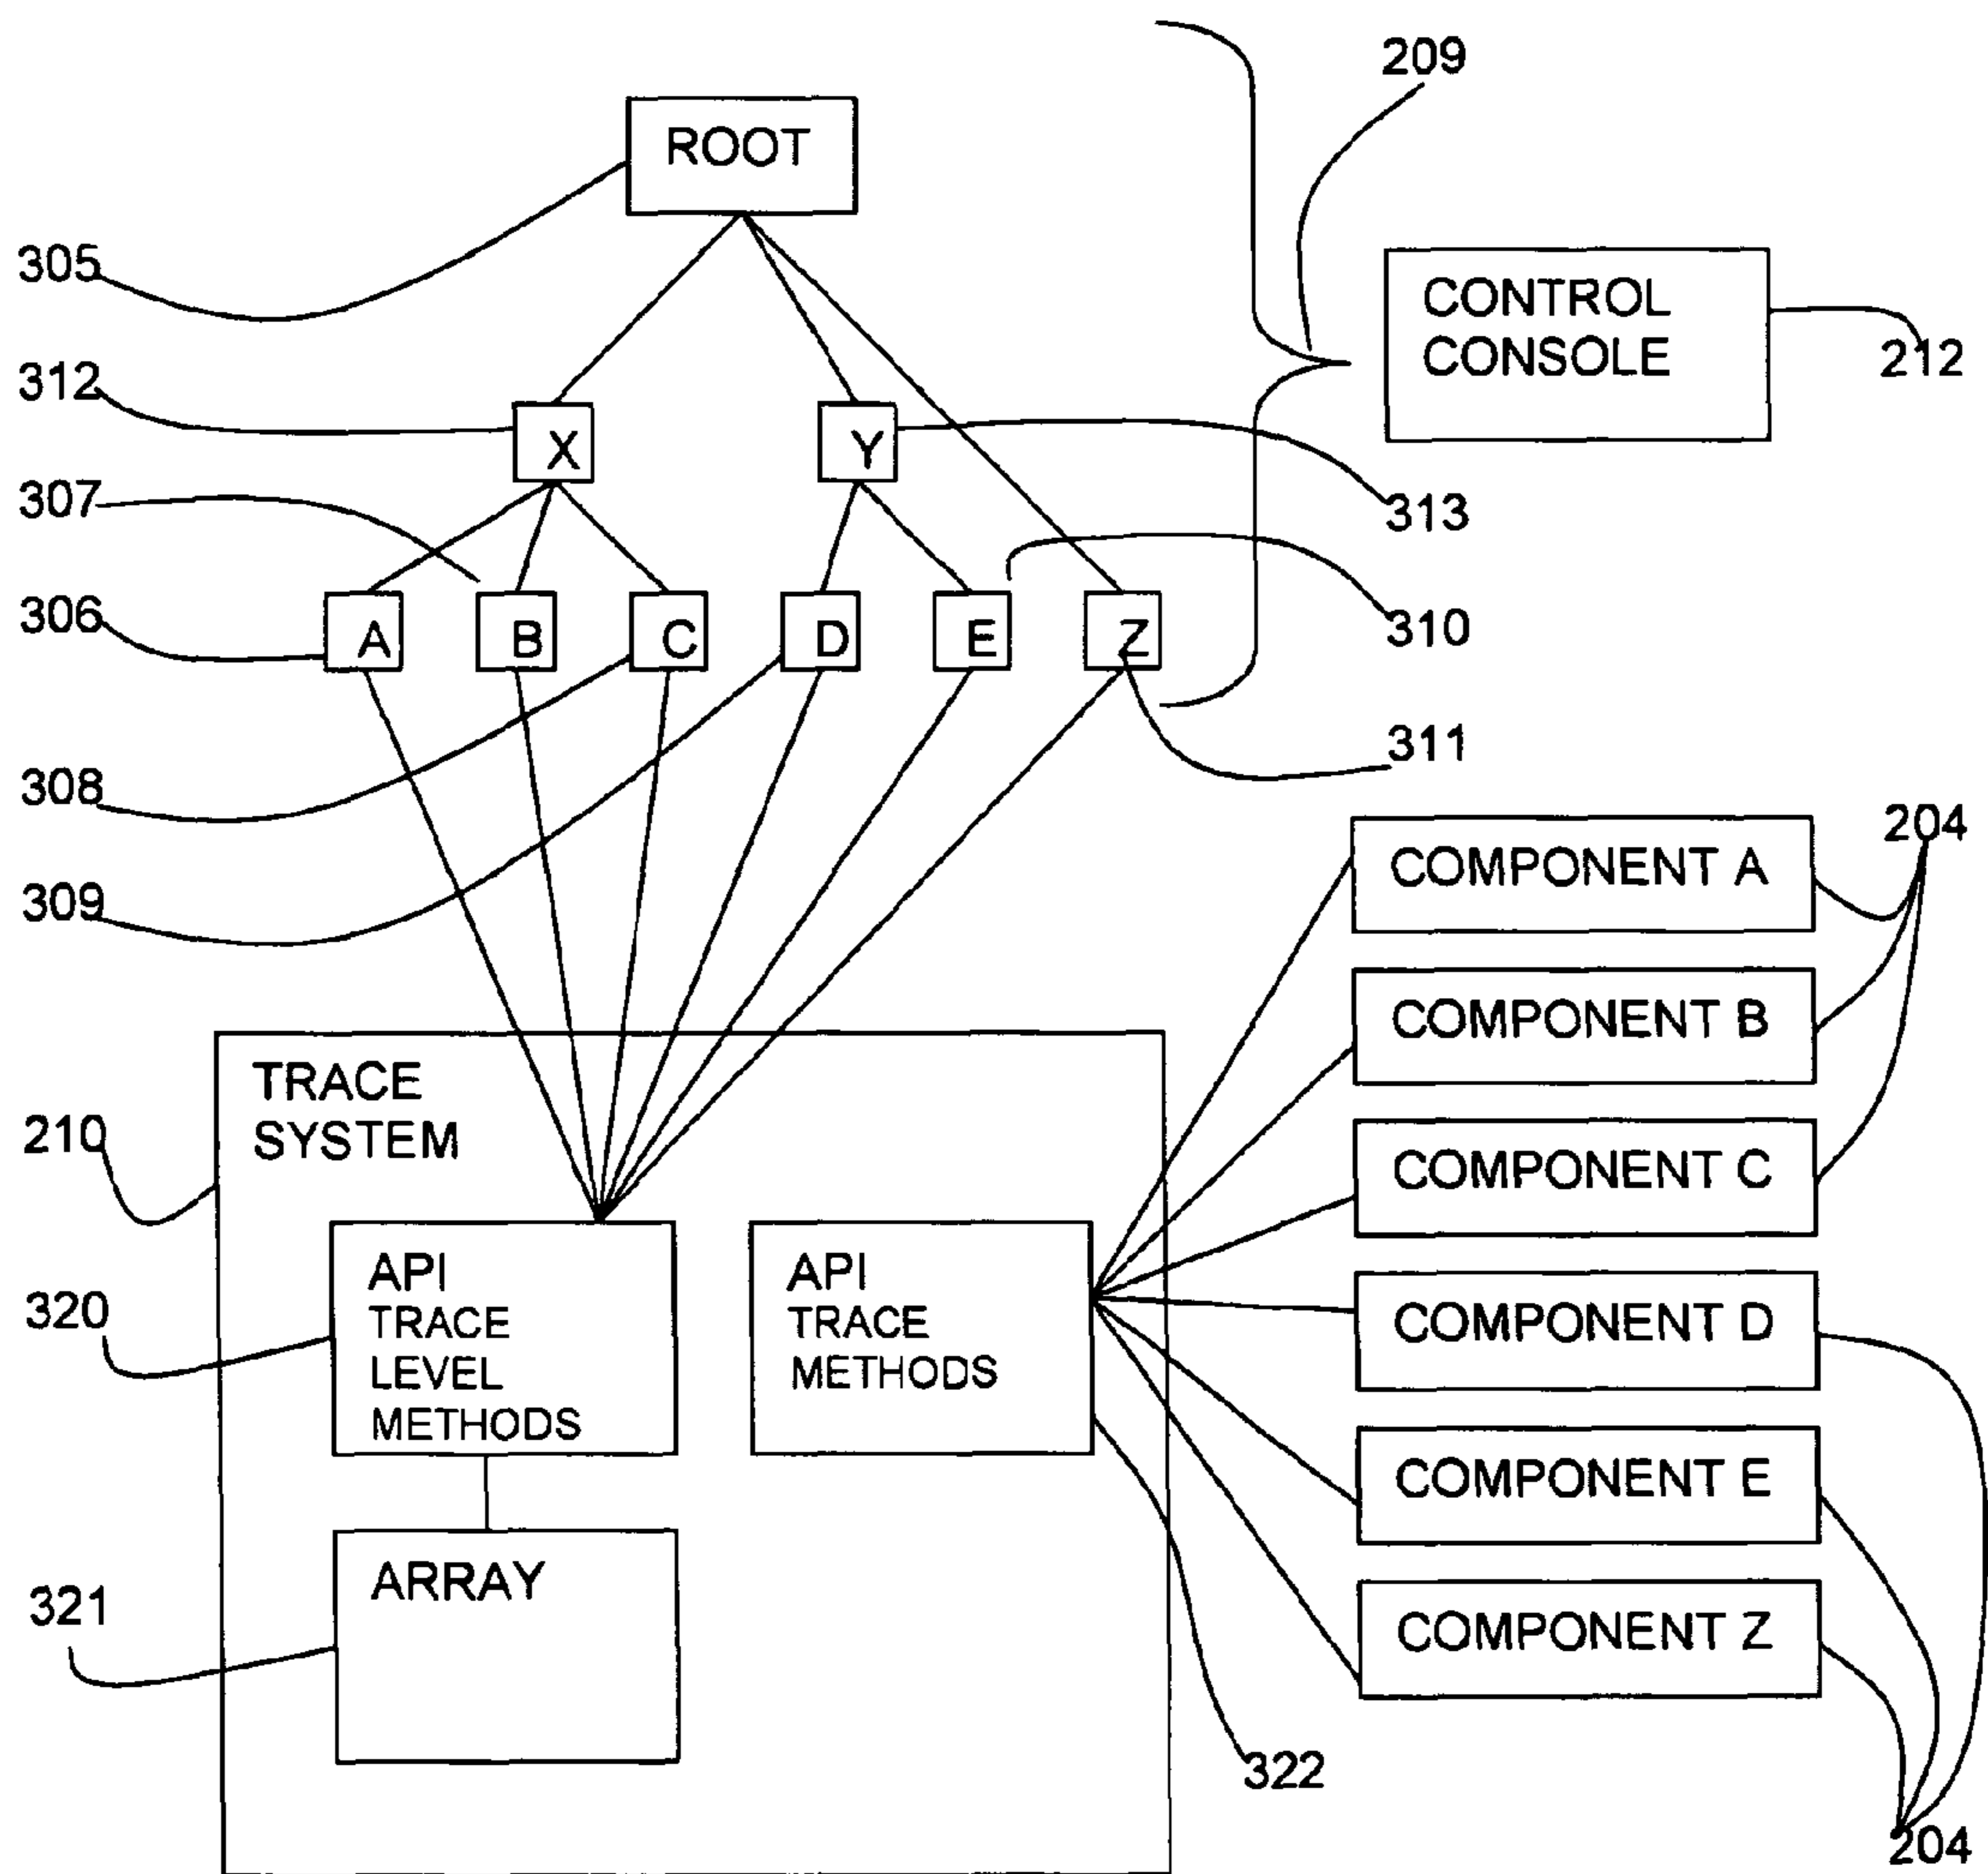 209
ROOT
305
CONTROL
CONSOLE
212
312
X
Y
307
313
306
A
B
C
D
E
Z
310
308
311
309
COMPONENT A
204
COMPONENT B
TRACE
SYSTEM
210
COMPONENT C
API
TRACE
LEVEL
METHODS
320
API
TRACE
METHODS
COMPONENT D
COMPONENT E
ARRAY
321
COMPONENT Z
322
204